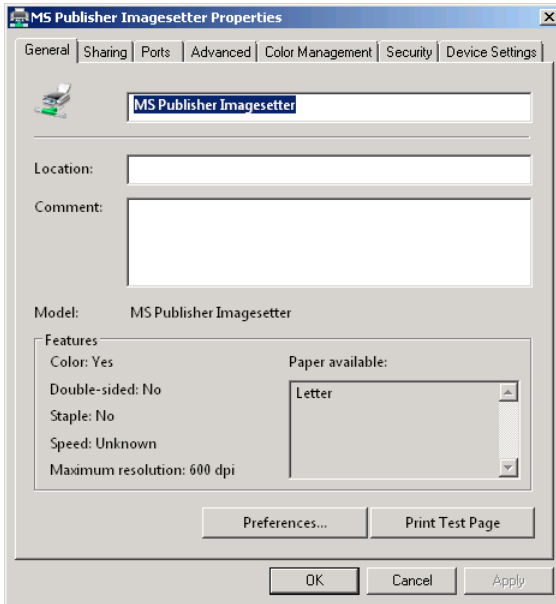 MS Publisher Imagesetter Properties
General Sharing Ports Advanced Color Management Security Device Settings
MS Publisher Imagesetter
Location:
Comment:
Model: MS Publisher Imagesetter
Features
Color: Yes Paper available:
Double-sided: No Letter
Staple: No
Speed: Unknown
Maximum resolution: 600 dpi
Preferences... Print Test Page
OK Cancel Apply